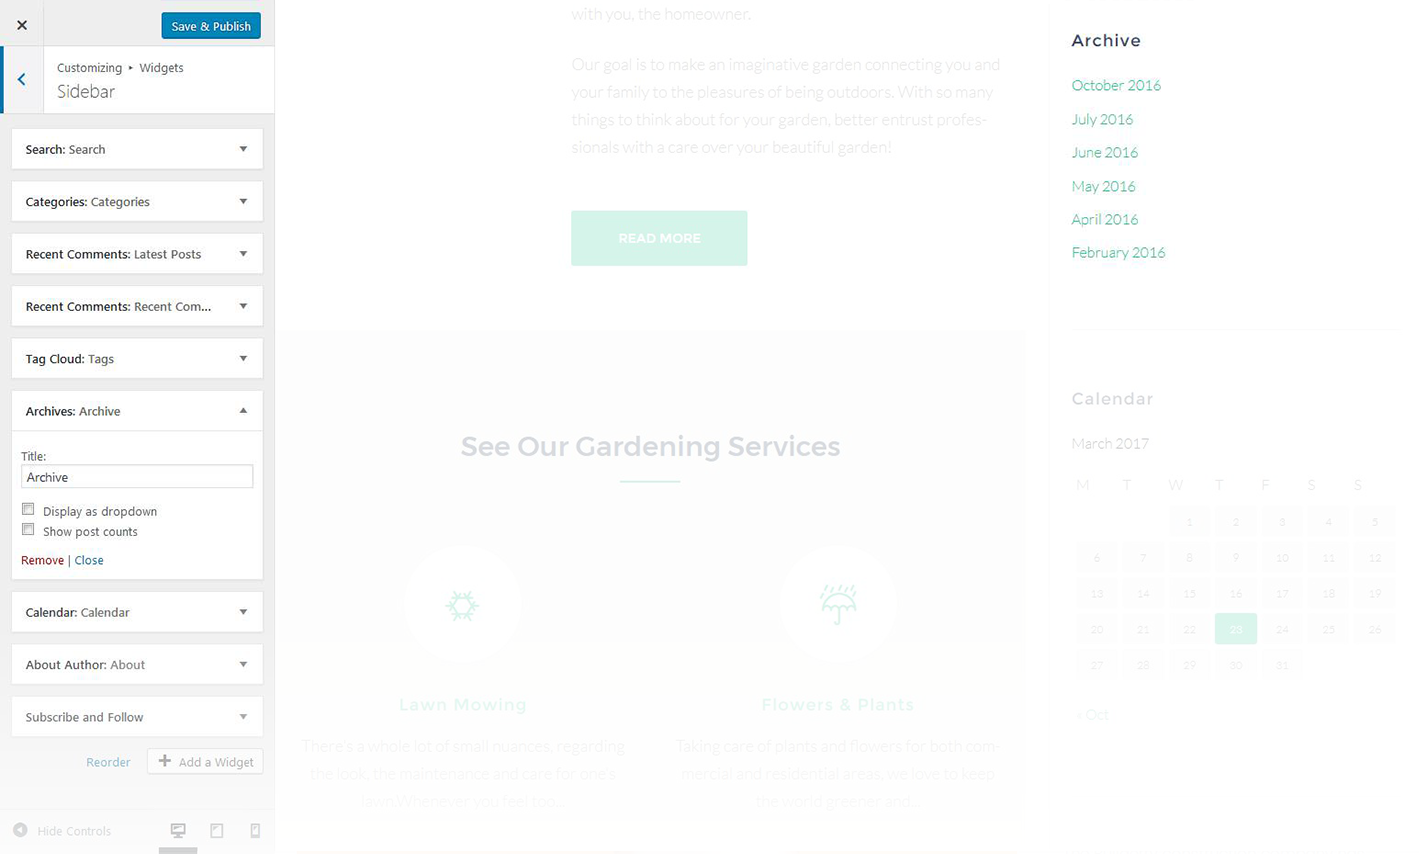 Save & Publish
Customizing ▸ Widgets
Sidebar
Search: Search
Categories: Categories
Recent Comments: Latest Posts
Recent Comments: Recent Com...
Tag Cloud: Tags
Archives: Archive
Title:
Archive
Display as dropdown
Show post counts
Remove | Close
Calendar: Calendar
About Author: About
Subscribe and Follow
Reorder
Add a Widget
Hide Controls
with you, the homeowner.
Our goal is to make an imaginative garden connecting you and
your family to the pleasures of being outdoors. With so many
things to think about for your garden, better entrust profes-
sionals with a care over your beautiful garden!
READ MORE
See Our Gardening Services
Lawn Mowing
There's a whole lot of small nuances, regarding
the look, the maintenance and care for one's
lawn.Whenever you feel too...
Flowers & Plants
Taking care of plants and flowers for both com-
mercial and residential areas, we love to keep
the world greener and...
Archive
October 2016
July 2016
June 2016
May 2016
April 2016
February 2016
Calendar
March 2017
M T W T F S S
1 2 3 4 5
6 7 8 9 10 11 12
13 14 15 16 17 18 19
20 21 22 23 24 25 26
27 28 29 30 31
« Oct